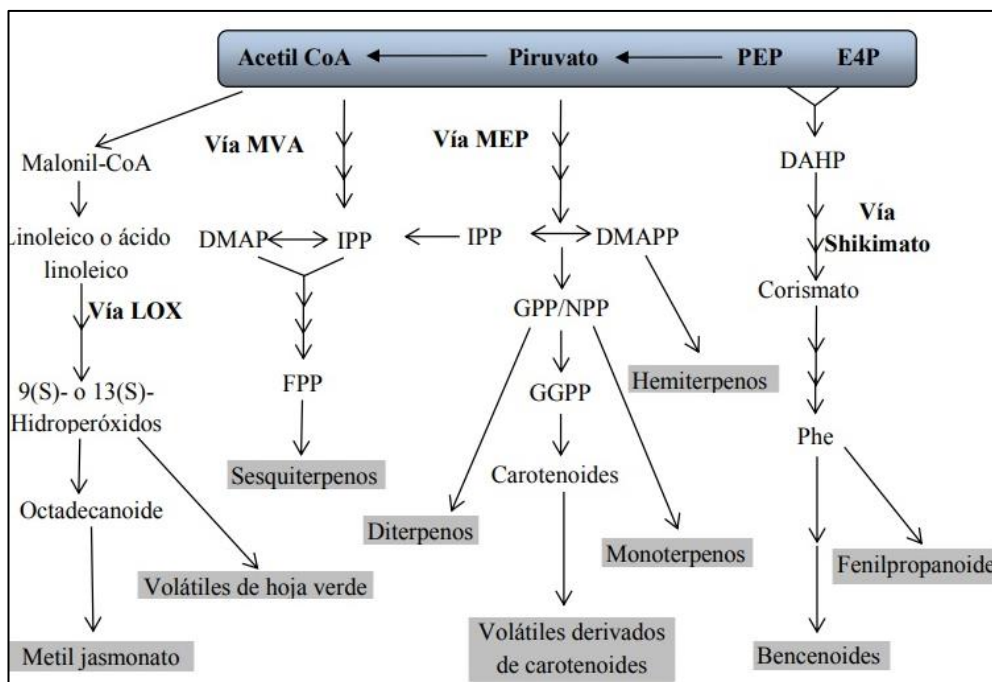 Acetil CoA
Piruvato
PEP
E4P
Vía MVA
Vía MEP
Malonil-CoA
DAHP
Vía
Shikimato
Linoleico o ácido
linoleico
DMAP
IPP
IPP
DMAPP
Vía LOX
GPP/NPP
Corismato
9(S)- o 13(S)-
Hidroperóxidos
FPP
GGPP
Hemiterpenos
Phe
Sesquiterpenos
Carotenoides
Octadecanoide
Diterpenos
Monoterpenos
Volátiles de hoja verde
Fenilpropanoide
Metil jasmonato
Volátiles derivados
de carotenoides
Bencenoides